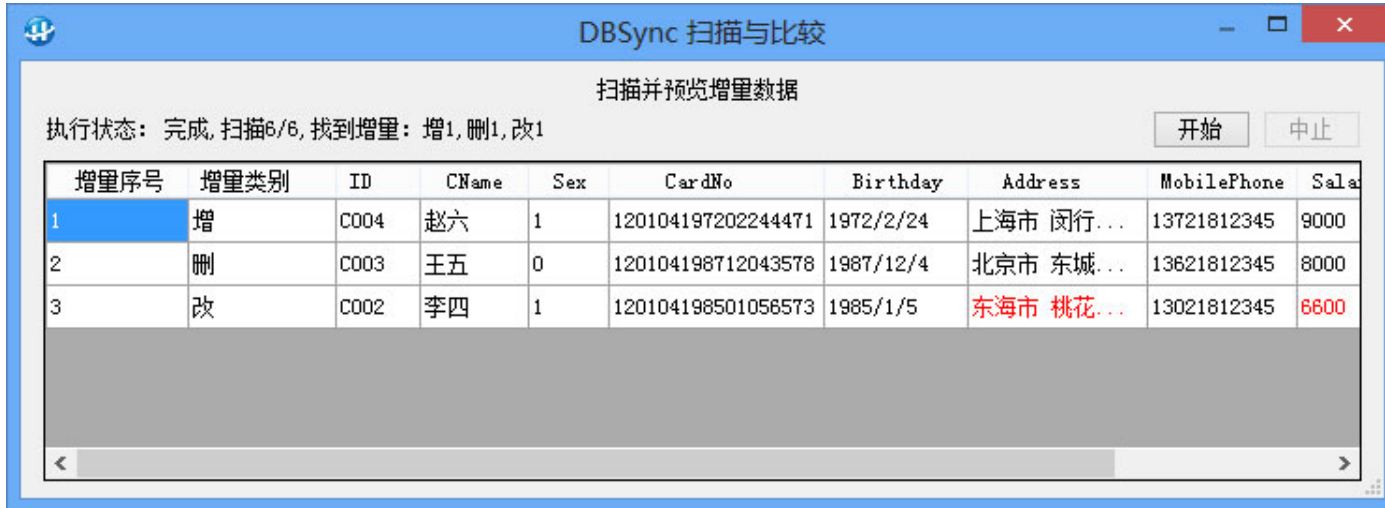 DBSync 扫描与比较
扫描并预览增量数据
执行状态: 完成,扫描6/6,找到增量: 增1,删1,改1 开始 中止
增量序号 增量类别 ID CName Sex CardNo Birthday Address MobilePhone Sala
1 增 C004 赵六 1 120104197202244471 1972/2/24 上海市 闵行... 13721812345 9000
2 删 C003 王五 0 120104198712043578 1987/12/4 北京市 东城... 13621812345 8000
3 改 C002 李四 1 120104198501056573 1985/1/5 东海市 桃花... 13021812345 6600